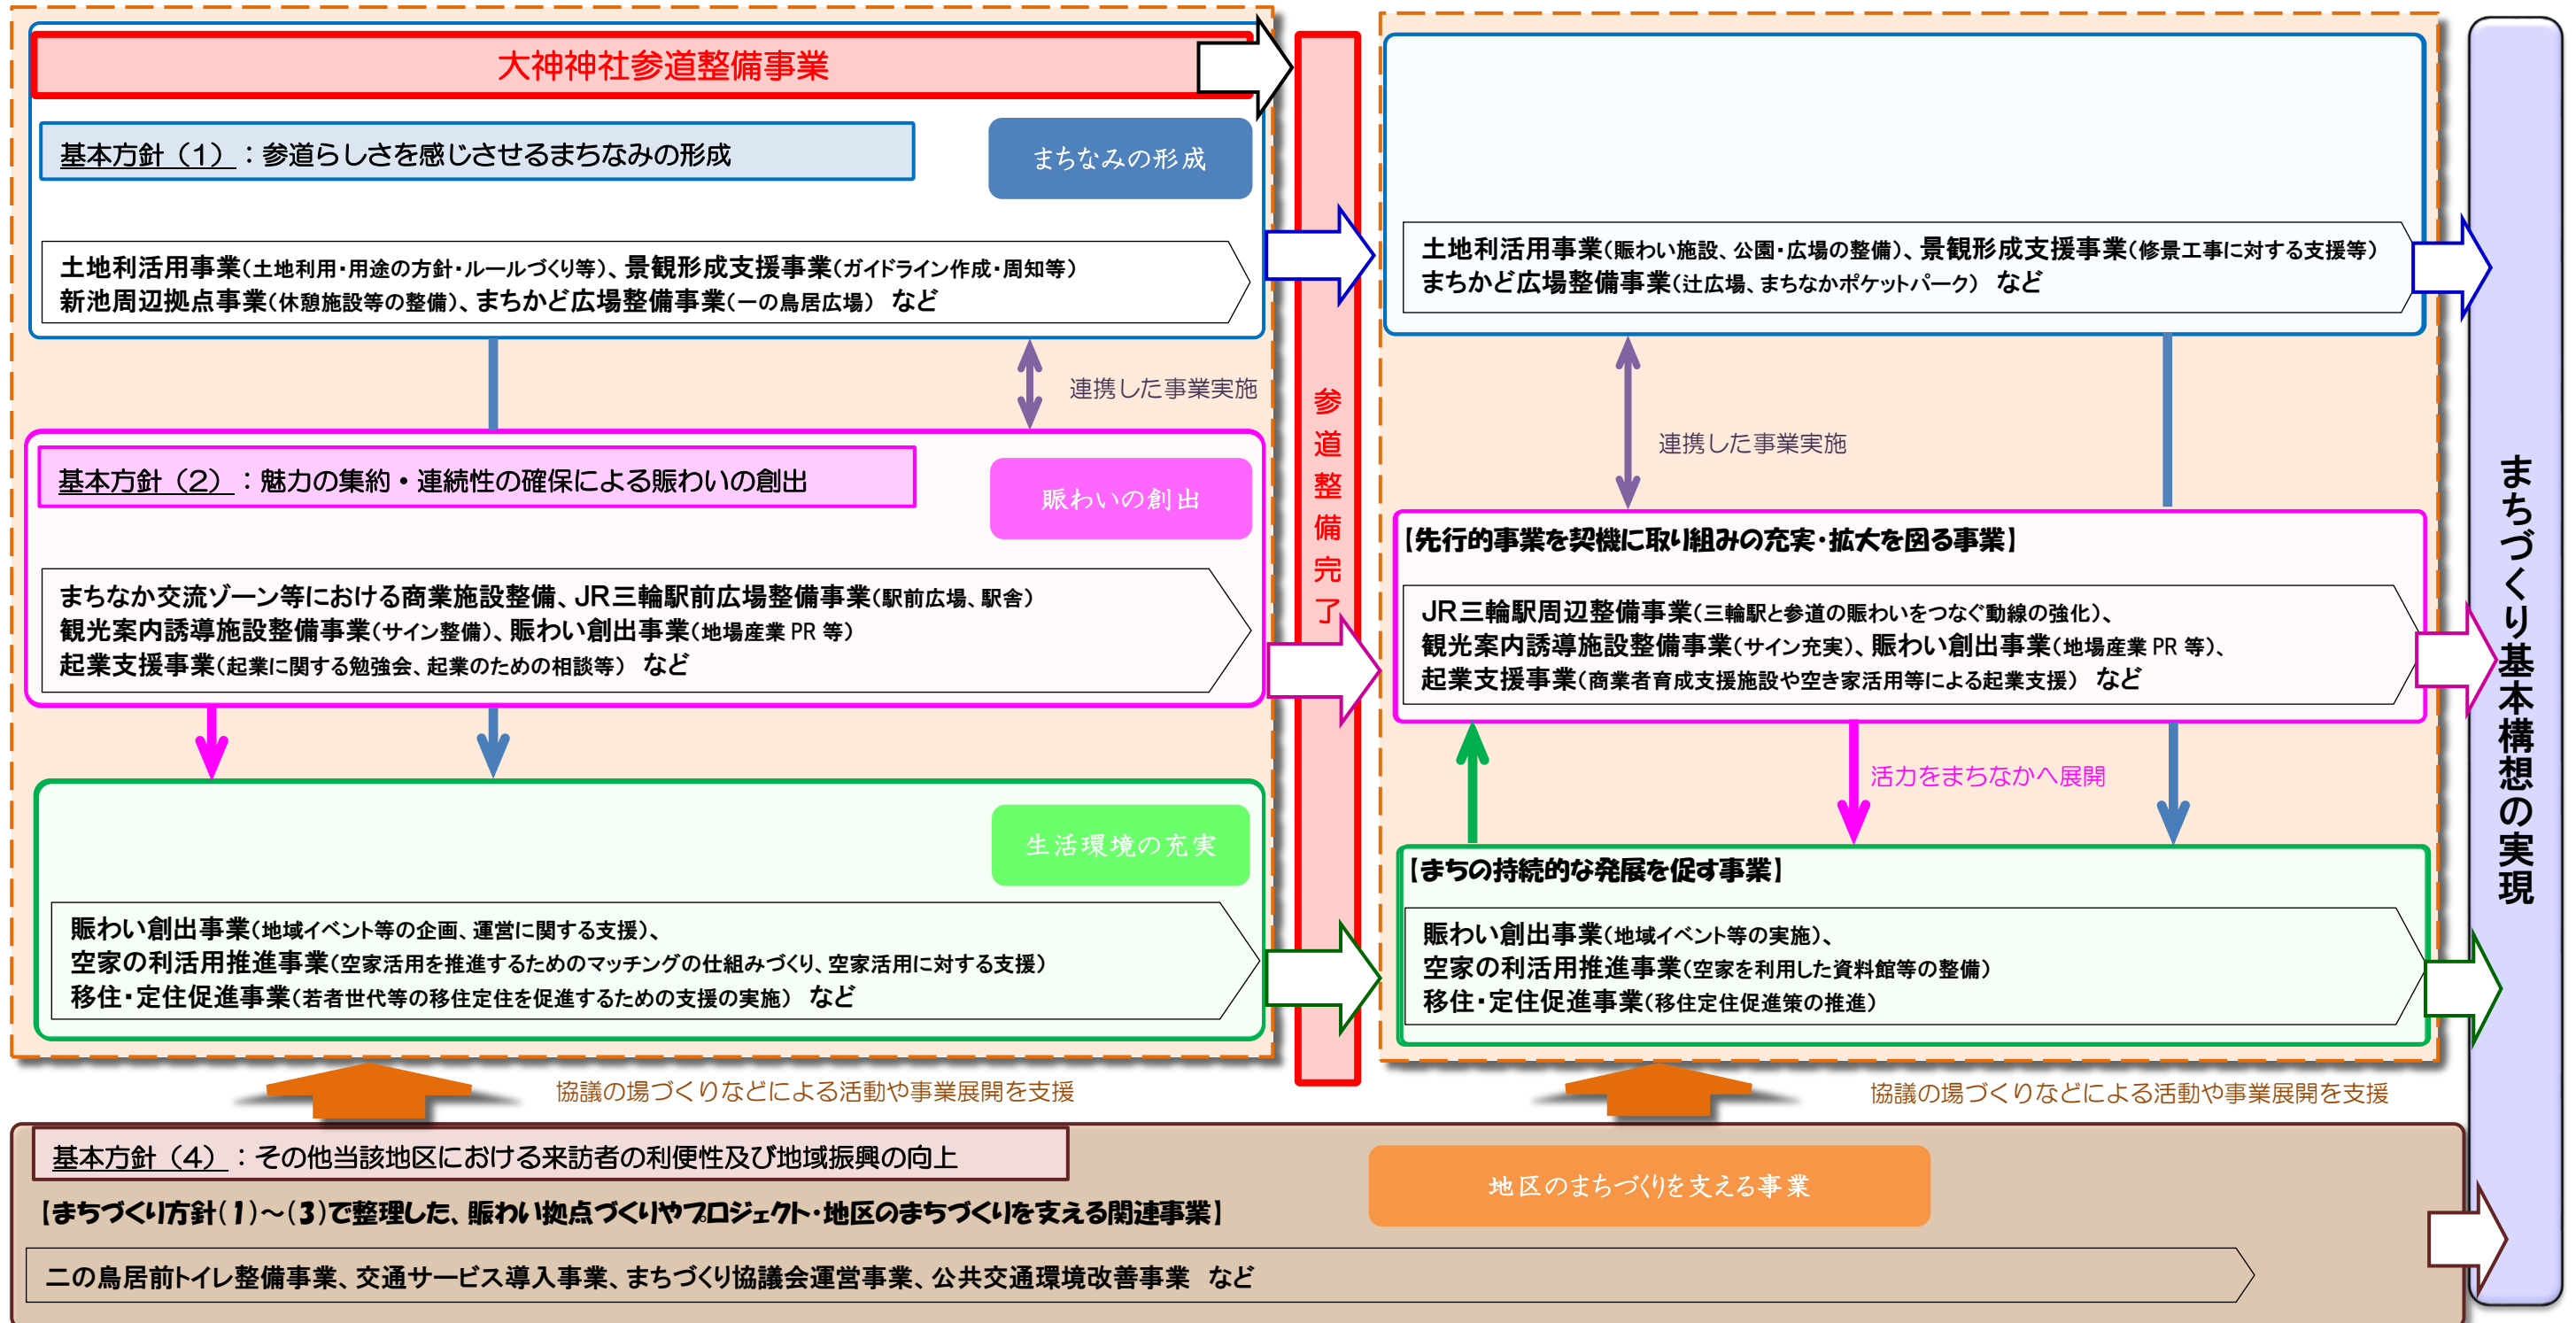 大神神社参道整備事業
基本方針（1）：参道らしさを感じさせるまちなみの形成
まちなみの形成
土地利活用事業(土地利用・用途の方針・ルールづくり等)、景観形成支援事業(ガイドライン作成・周知等)
新池周辺拠点事業(休憩施設等の整備)、まちかど広場整備事業(一の鳥居広場) など
連携した事業実施
基本方針（2）：魅力の集約・連続性の確保による賑わいの創出
賑わいの創出
まちなか交流ゾーン等における商業施設整備、JR三輪駅前広場整備事業(駅前広場、駅舎)
観光案内誘導施設整備事業(サイン整備)、賑わい創出事業(地場産業 PR 等)
起業支援事業(起業に関する勉強会、起業のための相談等) など
生活環境の充実
賑わい創出事業(地域イベント等の企画、運営に関する支援)、
空家の利活用推進事業(空家活用を推進するためのマッチングの仕組みづくり、空家活用に対する支援)
移住・定住促進事業(若者世代等の移住定住を促進するための支援の実施) など
参道整備完了
土地利活用事業(賑わい施設、公園・広場の整備)、景観形成支援事業(修景工事に対する支援等)
まちかど広場整備事業(辻広場、まちなかポケットパーク) など
連携した事業実施
【先行的事業を契機に取り組みの充実・拡大を図る事業】
JR三輪駅周辺整備事業(三輪駅と参道の賑わいをつなぐ動線の強化)、
観光案内誘導施設整備事業(サイン充実)、賑わい創出事業(地場産業 PR 等)、
起業支援事業(商業者育成支援施設や空き家活用等による起業支援) など
活力をまちなかへ展開
【まちの持続的な発展を促す事業】
賑わい創出事業(地域イベント等の実施)、
空家の利活用推進事業(空家を利用した資料館等の整備)
移住・定住促進事業(移住定住促進策の推進)
まちづくり基本構想の実現
協議の場づくりなどによる活動や事業展開を支援
協議の場づくりなどによる活動や事業展開を支援
基本方針（4）：その他当該地区における来訪者の利便性及び地域振興の向上
地区のまちづくりを支える事業
【まちづくり方針(1)～(3)で整理した、賑わい拠点づくりやプロジェクト・地区のまちづくりを支える関連事業】
二の鳥居前トイレ整備事業、交通サービス導入事業、まちづくり協議会運営事業、公共交通環境改善事業 など